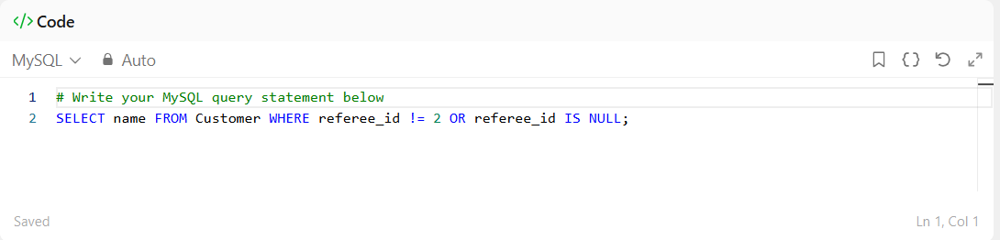 </> Code
MySQL Auto
1 # Write your MySQL query statement below
2 SELECT name FROM Customer WHERE referee_id != 2 OR referee_id IS NULL;
Saved Ln 1, Col 1